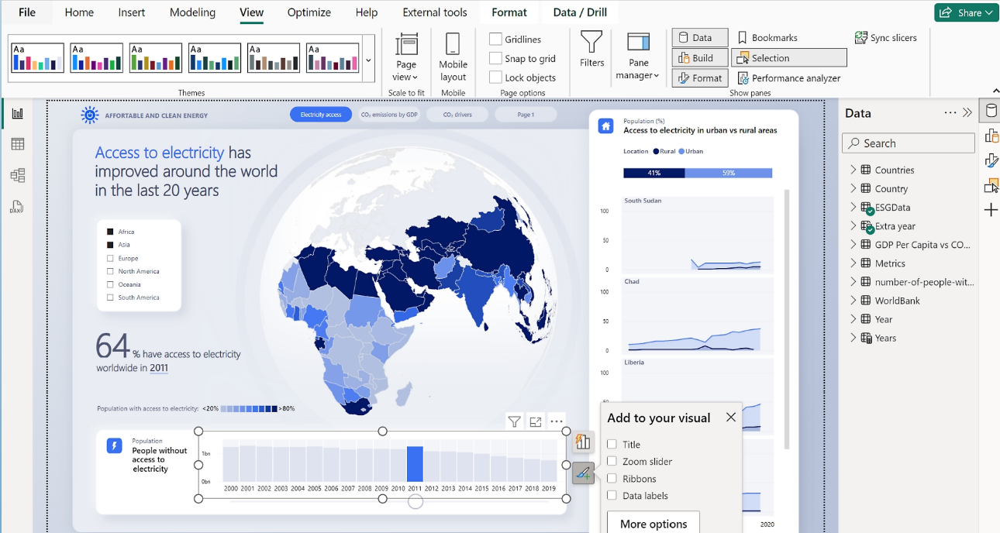 File Home Insert Modeling View Optimize Help External tools Format Data / Drill Share
Aa Aa Aa Aa Aa Aa
Themes
Page view
Scale to fit
Mobile layout
Mobile
Gridlines
Snap to grid
Lock objects
Page options
Filters
Pane manager
Data
Build
Format
Bookmarks
Selection
Performance analyzer
Sync slicers
Show panes
AFFORTABLE AND CLEAN ENERGY
Electricity access CO₂ emissions by GDP CO₂ drivers Page 1
Access to electricity has
improved around the world
in the last 20 years
Africa
Asia
Europe
North America
Oceania
South America
64 % have access to electricity
worldwide in 2011
Population with access to electricity: <20% >80%
Population
People without
access to
electricity
1bn
0bn
2000 2001 2002 2003 2004 2005 2006 2007 2008 2009 2010 2011 2012 2013 2014 2015 2016 2017 2018 2019
Population (%)
Access to electricity in urban vs rural areas
Location Rural Urban
41% 59%
South Sudan
100
50
0
Chad
100
50
0
Liberia
100
50
2020
Add to your visual
Title
Zoom slider
Ribbons
Data labels
More options
Data
Search
Countries
Country
ESGData
Extra year
GDP Per Capita vs CO...
Metrics
number-of-people-wit...
WorldBank
Year
Years
DAX